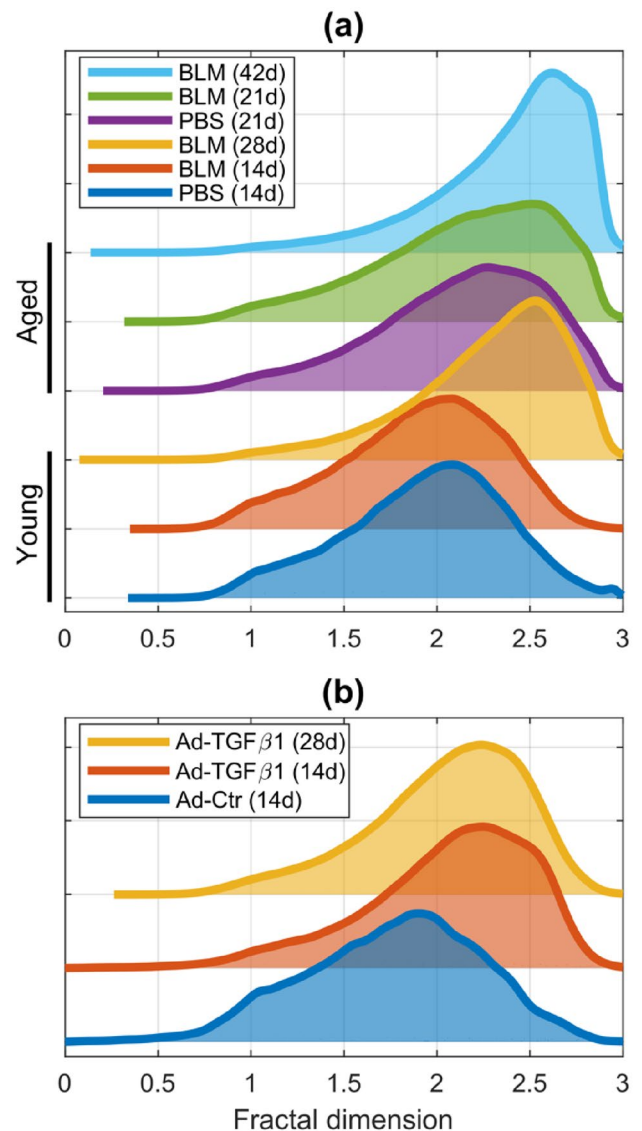 (a)
BLM (42d)
BLM (21d)
PBS (21d)
BLM (28d)
BLM (14d)
PBS (14d)
Aged
Young
0 0.5 1 1.5 2 2.5 3
(b)
Ad-TGFβ1 (28d)
Ad-TGFβ1 (14d)
Ad-Ctr (14d)
0 0.5 1 1.5 2 2.5 3
Fractal dimension